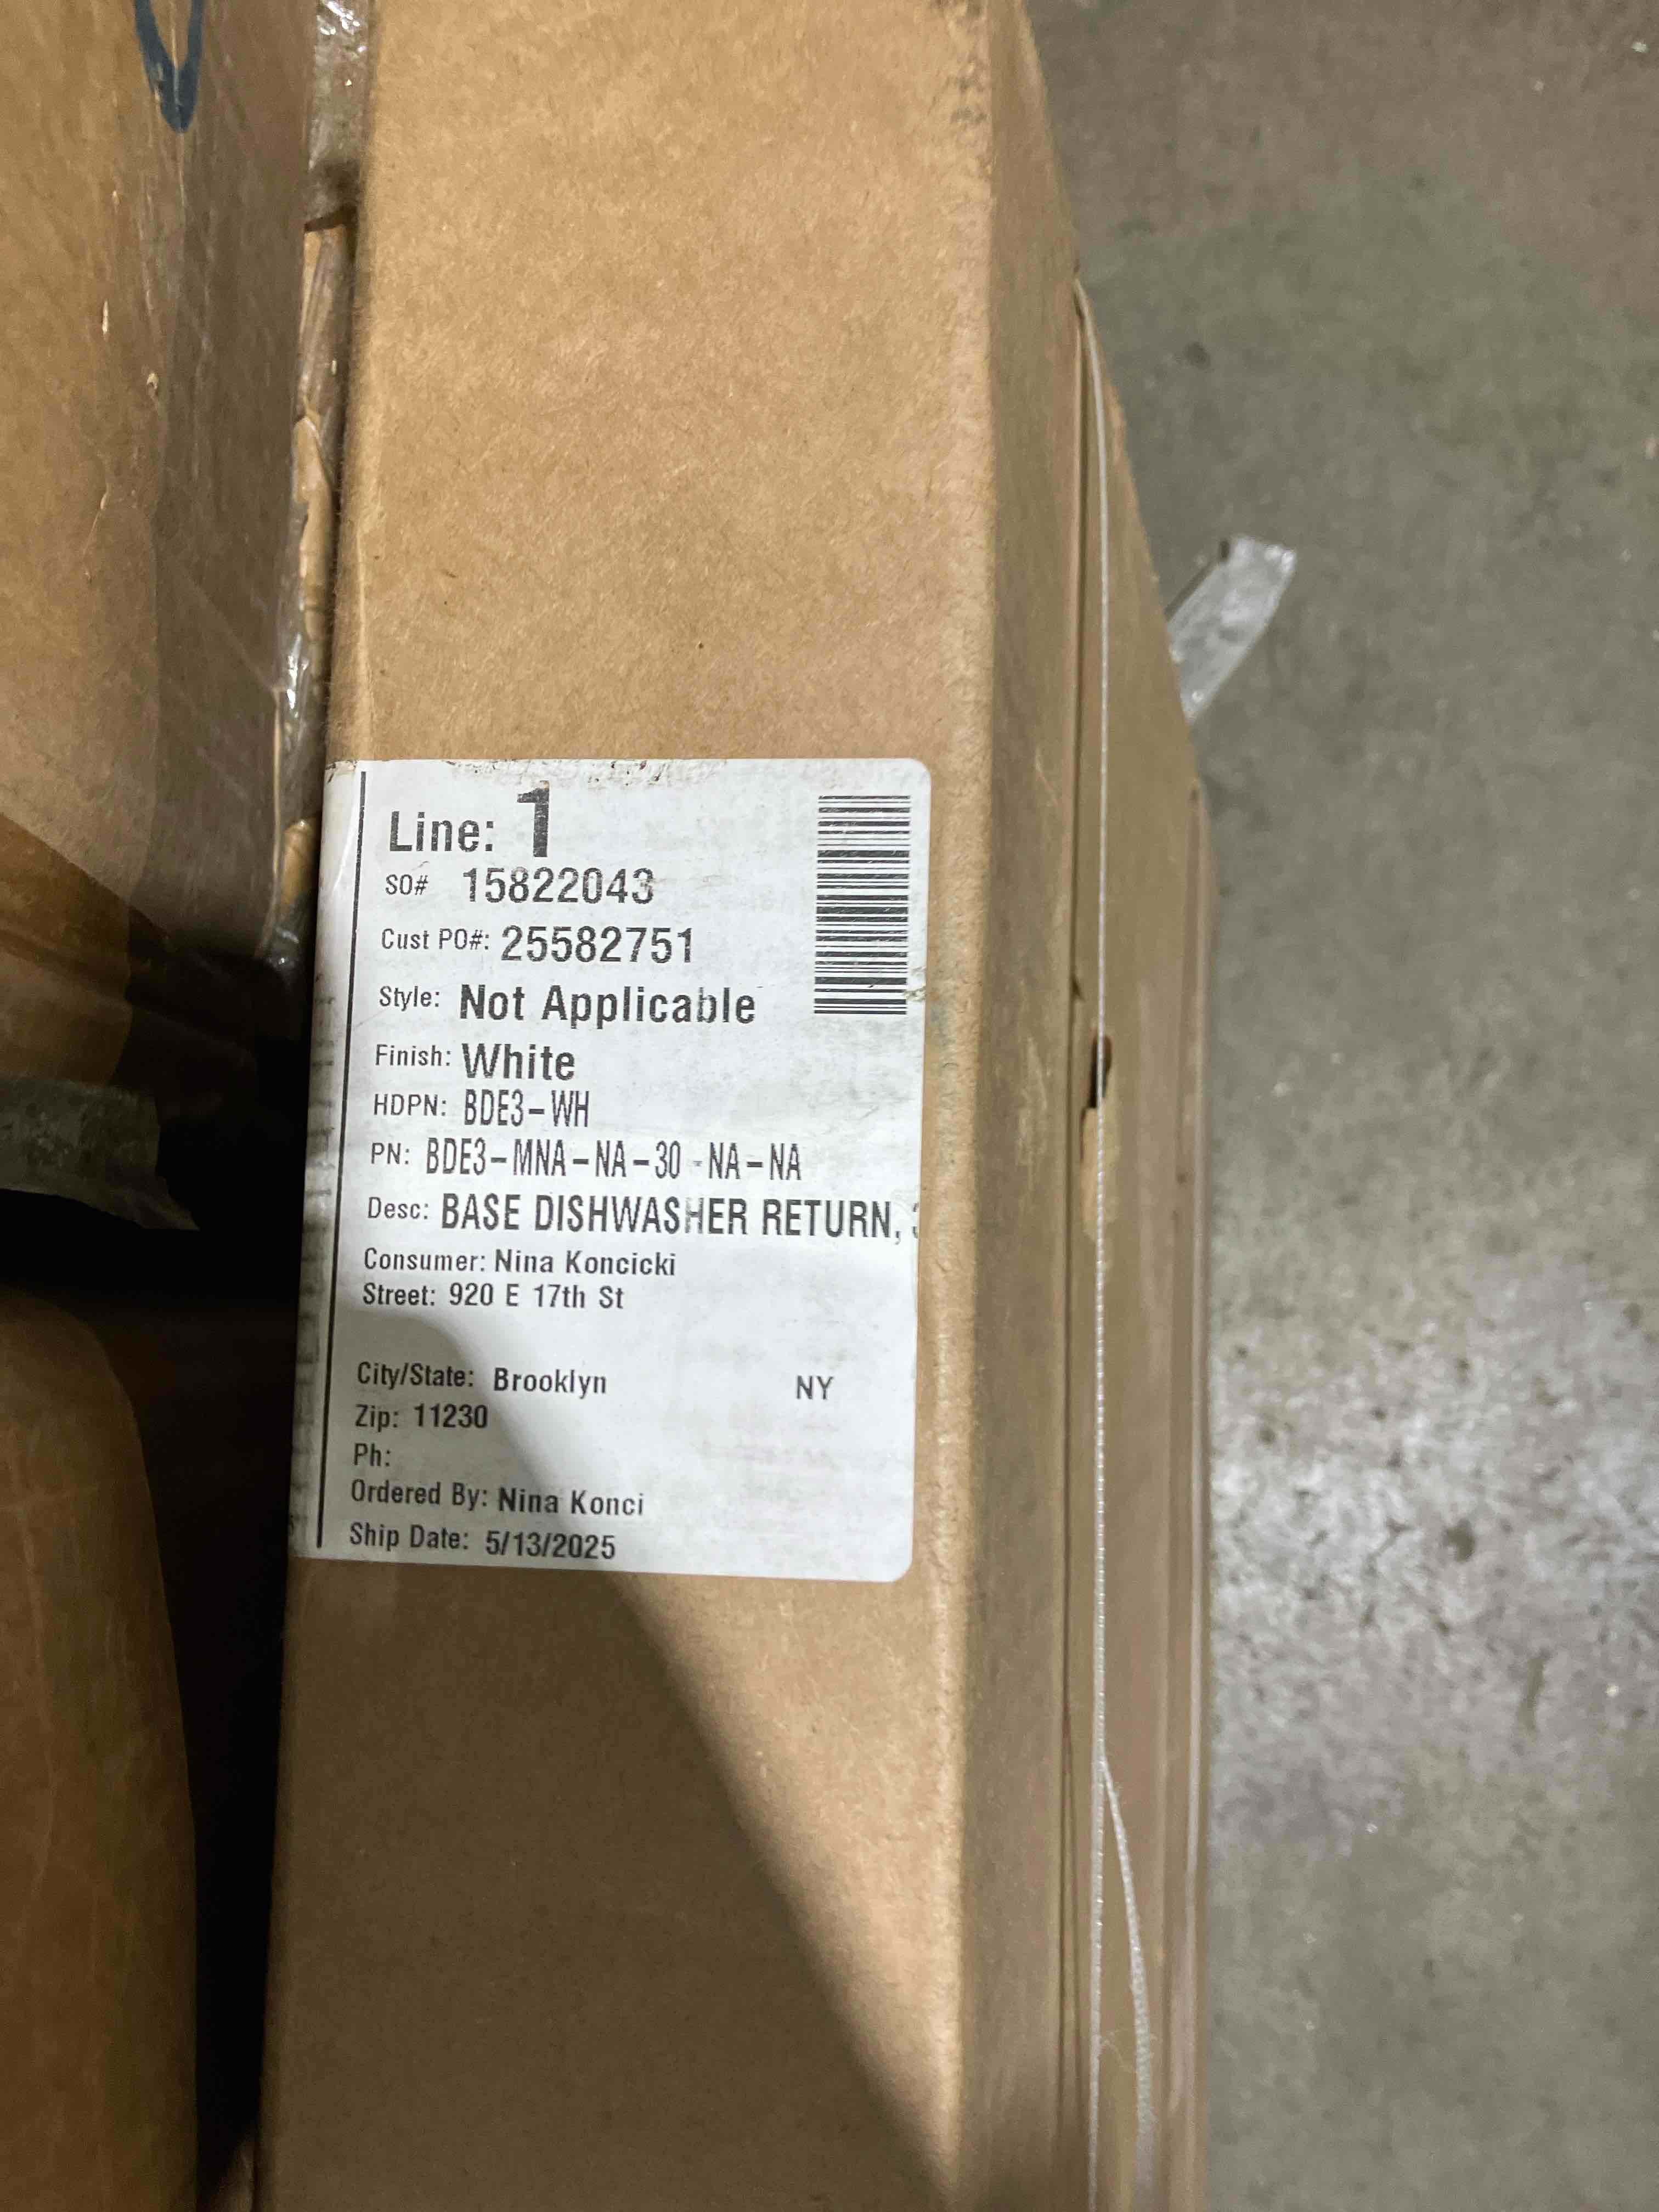 Line: 1
SO# 15822043
Cust PO#: 25582751
Style: Not Applicable
Finish: White
HDPN: BDE3-WH
PN: BDE3-MNA-NA-30-NA-NA
Desc: BASE DISHWASHER RETURN,
Consumer: Nina Koncicki
Street: 920 E 17th St
City/State: Brooklyn NY
Zip: 11230
Ph:
Ordered By: Nina Konci
Ship Date: 5/13/2025